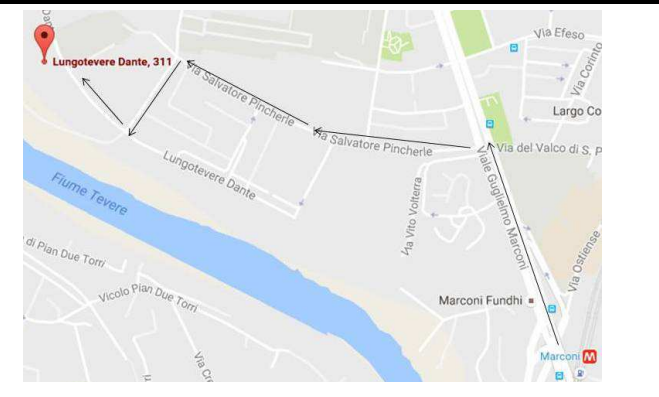 Via Efeso
Via Corinto
Lungotevere Dante, 311
Via Salvatore Pincherle
Largo Co
Via Salvatore Pincherle
Via del Valco di S. P
Lungotevere Dante
Fiume Tevere
Via Vito Volterra
Viale Guglielmo Marconi
di Pian Due Torri
Via Ostiense
Vicolo Pian Due Torri
Marconi Fundhi
Marconi M
Via Cre